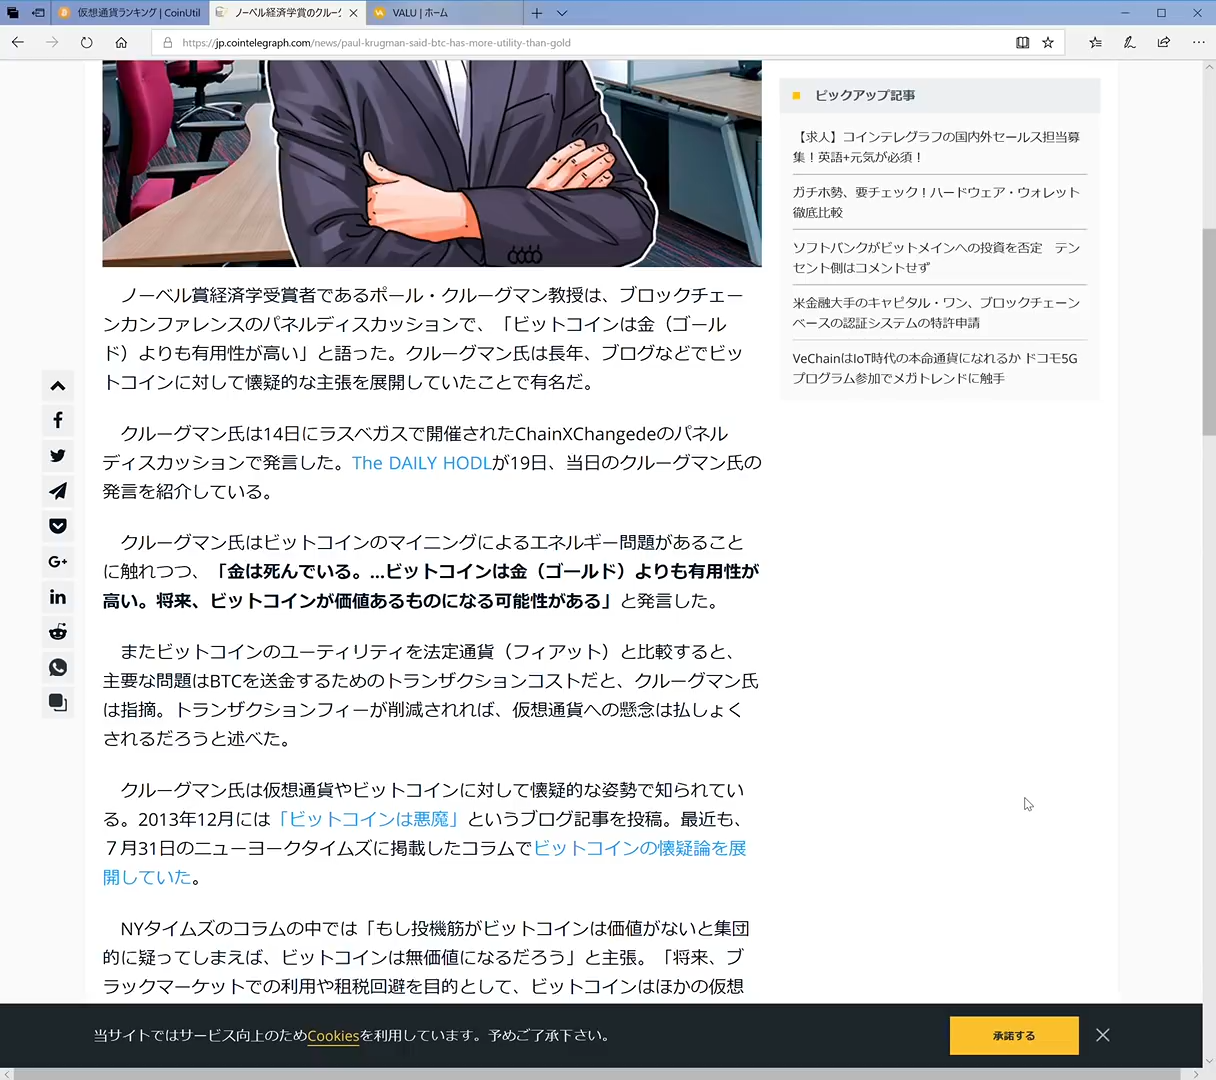 仮想通貨ランキング | CoinUtil
ノーベル経済学賞のクルー
VALU | ホーム
https://jp.cointelegraph.com/news/paul-krugman-said-btc-has-more-utility-than-gold
ピックアップ記事
【求人】コインテレグラフの国内外セールス担当募
集！英語+元気が必須！
ガチホ勢、要チェック！ハードウェア・ウォレット
徹底比較
ソフトバンクがビットメインへの投資を否定　テン
セント側はコメントせず
米金融大手のキャピタル・ワン、ブロックチェーン
ベースの認証システムの特許申請
VeChainはIoT時代の本命通貨になれるか ドコモ5G
プログラム参加でメガトレンドに触手
ノーベル賞経済学受賞者であるポール・クルーグマン教授は、ブロックチェー
ンカンファレンスのパネルディスカッションで、「ビットコインは金（ゴール
ド）よりも有用性が高い」と語った。クルーグマン氏は長年、ブログなどでビッ
トコインに対して懐疑的な主張を展開していたことで有名だ。
クルーグマン氏は14日にラスベガスで開催されたChainXChangedeのパネル
ディスカッションで発言した。The DAILY HODLが19日、当日のクルーグマン氏の
発言を紹介している。
クルーグマン氏はビットコインのマイニングによるエネルギー問題があること
に触れつつ、「金は死んでいる。...ビットコインは金（ゴールド）よりも有用性が
高い。将来、ビットコインが価値あるものになる可能性がある」と発言した。
またビットコインのユーティリティを法定通貨（フィアット）と比較すると、
主要な問題はBTCを送金するためのトランザクションコストだと、クルーグマン氏
は指摘。トランザクションフィーが削減されれば、仮想通貨への懸念は払しょく
されるだろうと述べた。
クルーグマン氏は仮想通貨やビットコインに対して懐疑的な姿勢で知られてい
る。2013年12月には「ビットコインは悪魔」というブログ記事を投稿。最近も、
７月31日のニューヨークタイムズに掲載したコラムでビットコインの懐疑論を展
開していた。
NYタイムズのコラムの中では「もし投機筋がビットコインは価値がないと集団
的に疑ってしまえば、ビットコインは無価値になるだろう」と主張。「将来、ブ
ラックマーケットでの利用や租税回避を目的として、ビットコインはほかの仮想
G+
in
当サイトではサービス向上のためCookiesを利用しています。予めご了承下さい。
承諾する